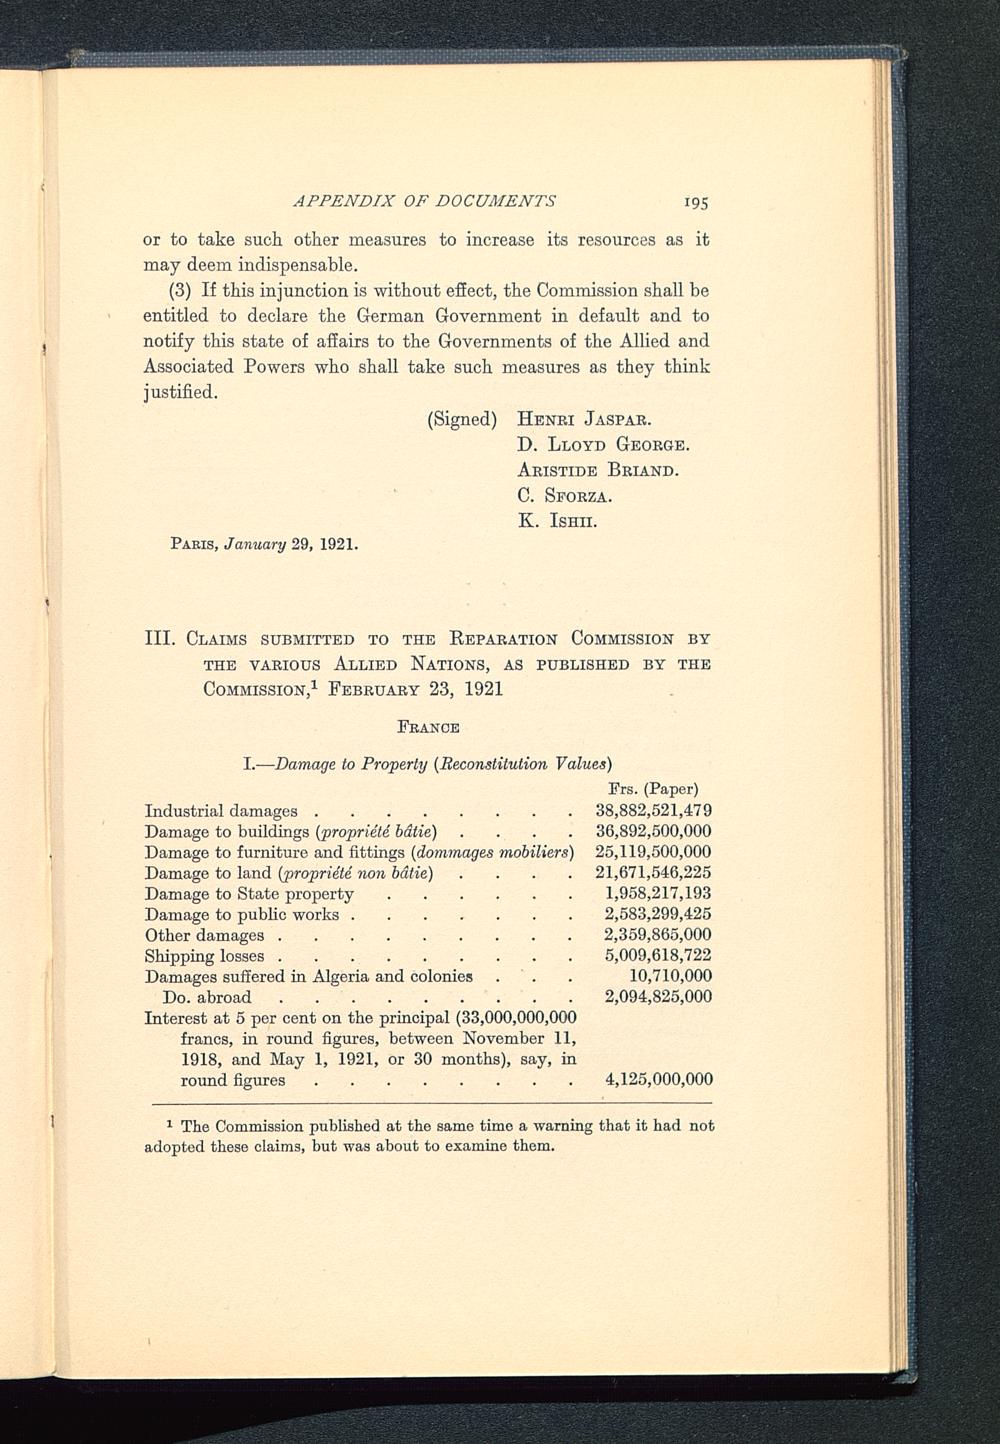 APPENDIX OF DOCUMENTS 195
or to take such other measures to increase its resources as it
may deem indispensable.
(3) If this injunction is without effect, the Commission shall be
entitled to declare the German Government in default and to
notify this state of affairs to the Governments of the Allied and
Associated Powers who shall take such measures as they think
justified.
(Signed) HENRI JASPAR.
D. LLOYD GEORGE.
ARISTIDE BRIAND.
C. SFORZA.
K. ISHII.
PARIS, January 29, 1921.
III. CLAIMS SUBMITTED TO THE REPARATION COMMISSION BY
THE VARIOUS ALLIED NATIONS, AS PUBLISHED BY THE
COMMISSION,¹ FEBRUARY 23, 1921
FRANCE
I.—Damage to Property (Reconstitution Values)
Frs. (Paper)
Industrial damages . . . . . . . . 38,882,521,479
Damage to buildings (propriété bâtie) . . . . 36,892,500,000
Damage to furniture and fittings (dommages mobiliers) 25,119,500,000
Damage to land (propriété non bâtie) . . . . 21,671,546,225
Damage to State property . . . . . . 1,958,217,193
Damage to public works . . . . . . . 2,583,299,425
Other damages . . . . . . . . . 2,359,865,000
Shipping losses . . . . . . . . . 5,009,618,722
Damages suffered in Algeria and colonies . . . 10,710,000
Do. abroad . . . . . . . . . 2,094,825,000
Interest at 5 per cent on the principal (33,000,000,000
francs, in round figures, between November 11,
1918, and May 1, 1921, or 30 months), say, in
round figures . . . . . . . . 4,125,000,000
¹ The Commission published at the same time a warning that it had not
adopted these claims, but was about to examine them.